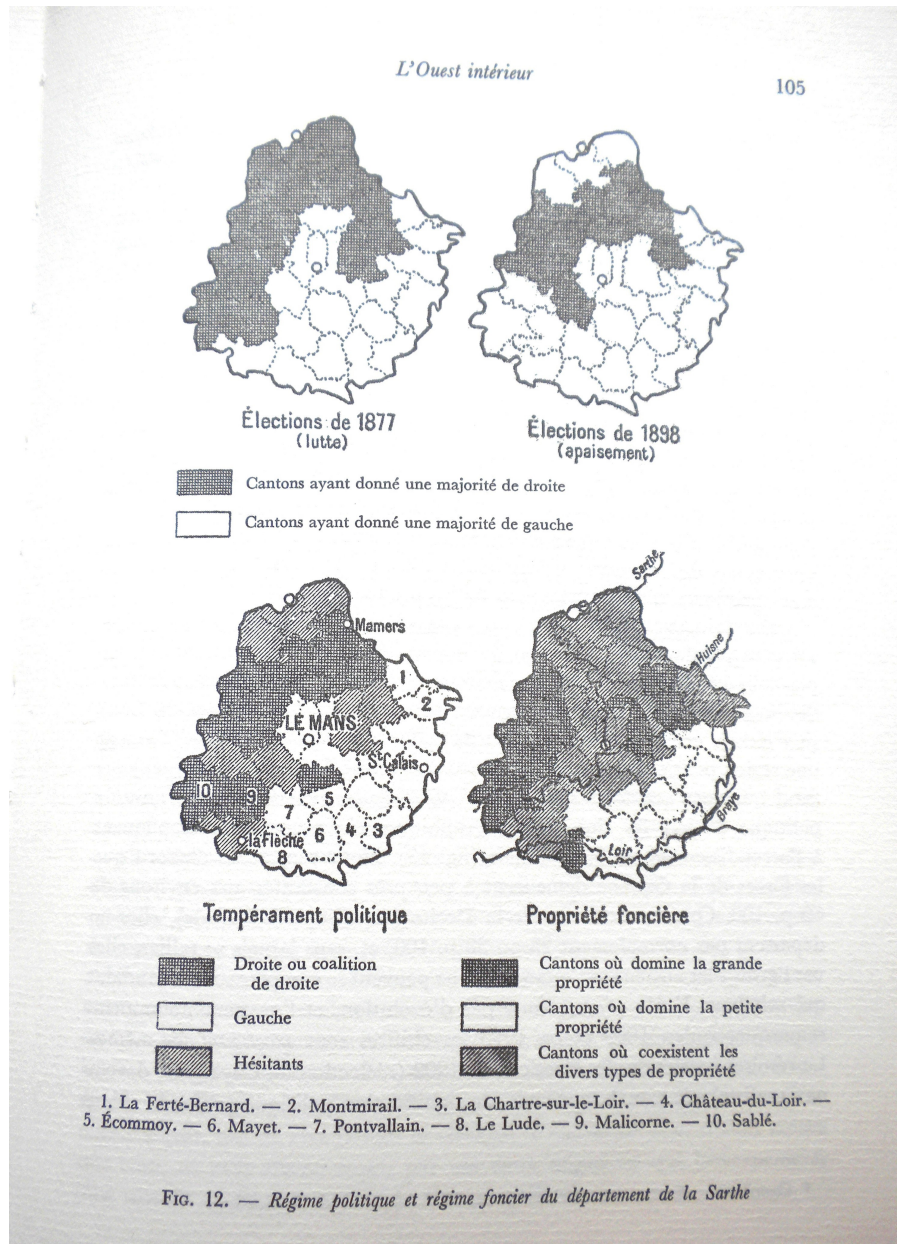 L'Ouest intérieur
105
Élections de 1877
(lutte)
Élections de 1898
(apaisement)
Cantons ayant donné une majorité de droite
Cantons ayant donné une majorité de gauche
Sarthe
Mamers
Huisne
1
2
LE MANS
St Calais
10
9
7
5
6
4
3
la Flèche
8
Loir
Braye
Tempérament politique
Propriété foncière
Droite ou coalition
de droite
Gauche
Hésitants
Cantons où domine la grande
propriété
Cantons où domine la petite
propriété
Cantons où coexistent les
divers types de propriété
1. La Ferté-Bernard. — 2. Montmirail. — 3. La Chartre-sur-le-Loir. — 4. Château-du-Loir. —
5. Écommoy. — 6. Mayet. — 7. Pontvallain. — 8. Le Lude. — 9. Malicorne. — 10. Sablé.
FIG. 12. — Régime politique et régime foncier du département de la Sarthe